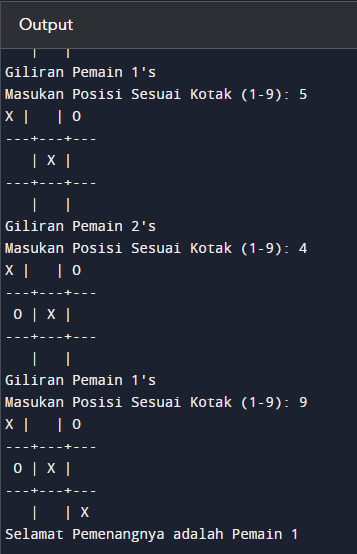 Output
|   |
Giliran Pemain 1's
Masukan Posisi Sesuai Kotak (1-9): 5
X |   | O
---+---+---
   | X |
---+---+---
   |   |
Giliran Pemain 2's
Masukan Posisi Sesuai Kotak (1-9): 4
X |   | O
---+---+---
 O | X |
---+---+---
   |   |
Giliran Pemain 1's
Masukan Posisi Sesuai Kotak (1-9): 9
X |   | O
---+---+---
 O | X |
---+---+---
   |   | X
Selamat Pemenangnya adalah Pemain 1